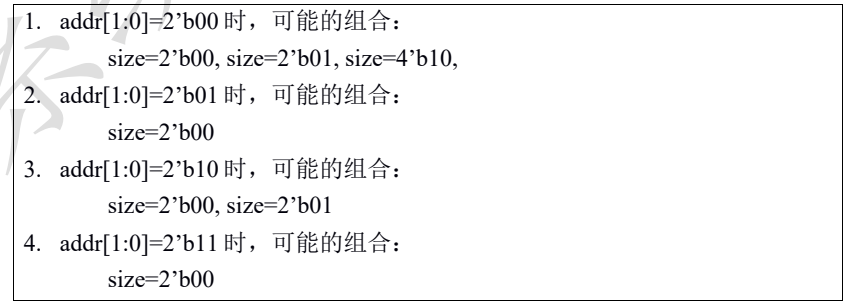 1. addr[1:0]=2’b00 时，可能的组合：
size=2’b00, size=2’b01, size=4’b10,
2. addr[1:0]=2’b01 时，可能的组合：
size=2’b00
3. addr[1:0]=2’b10 时，可能的组合：
size=2’b00, size=2’b01
4. addr[1:0]=2’b11 时，可能的组合：
size=2’b00